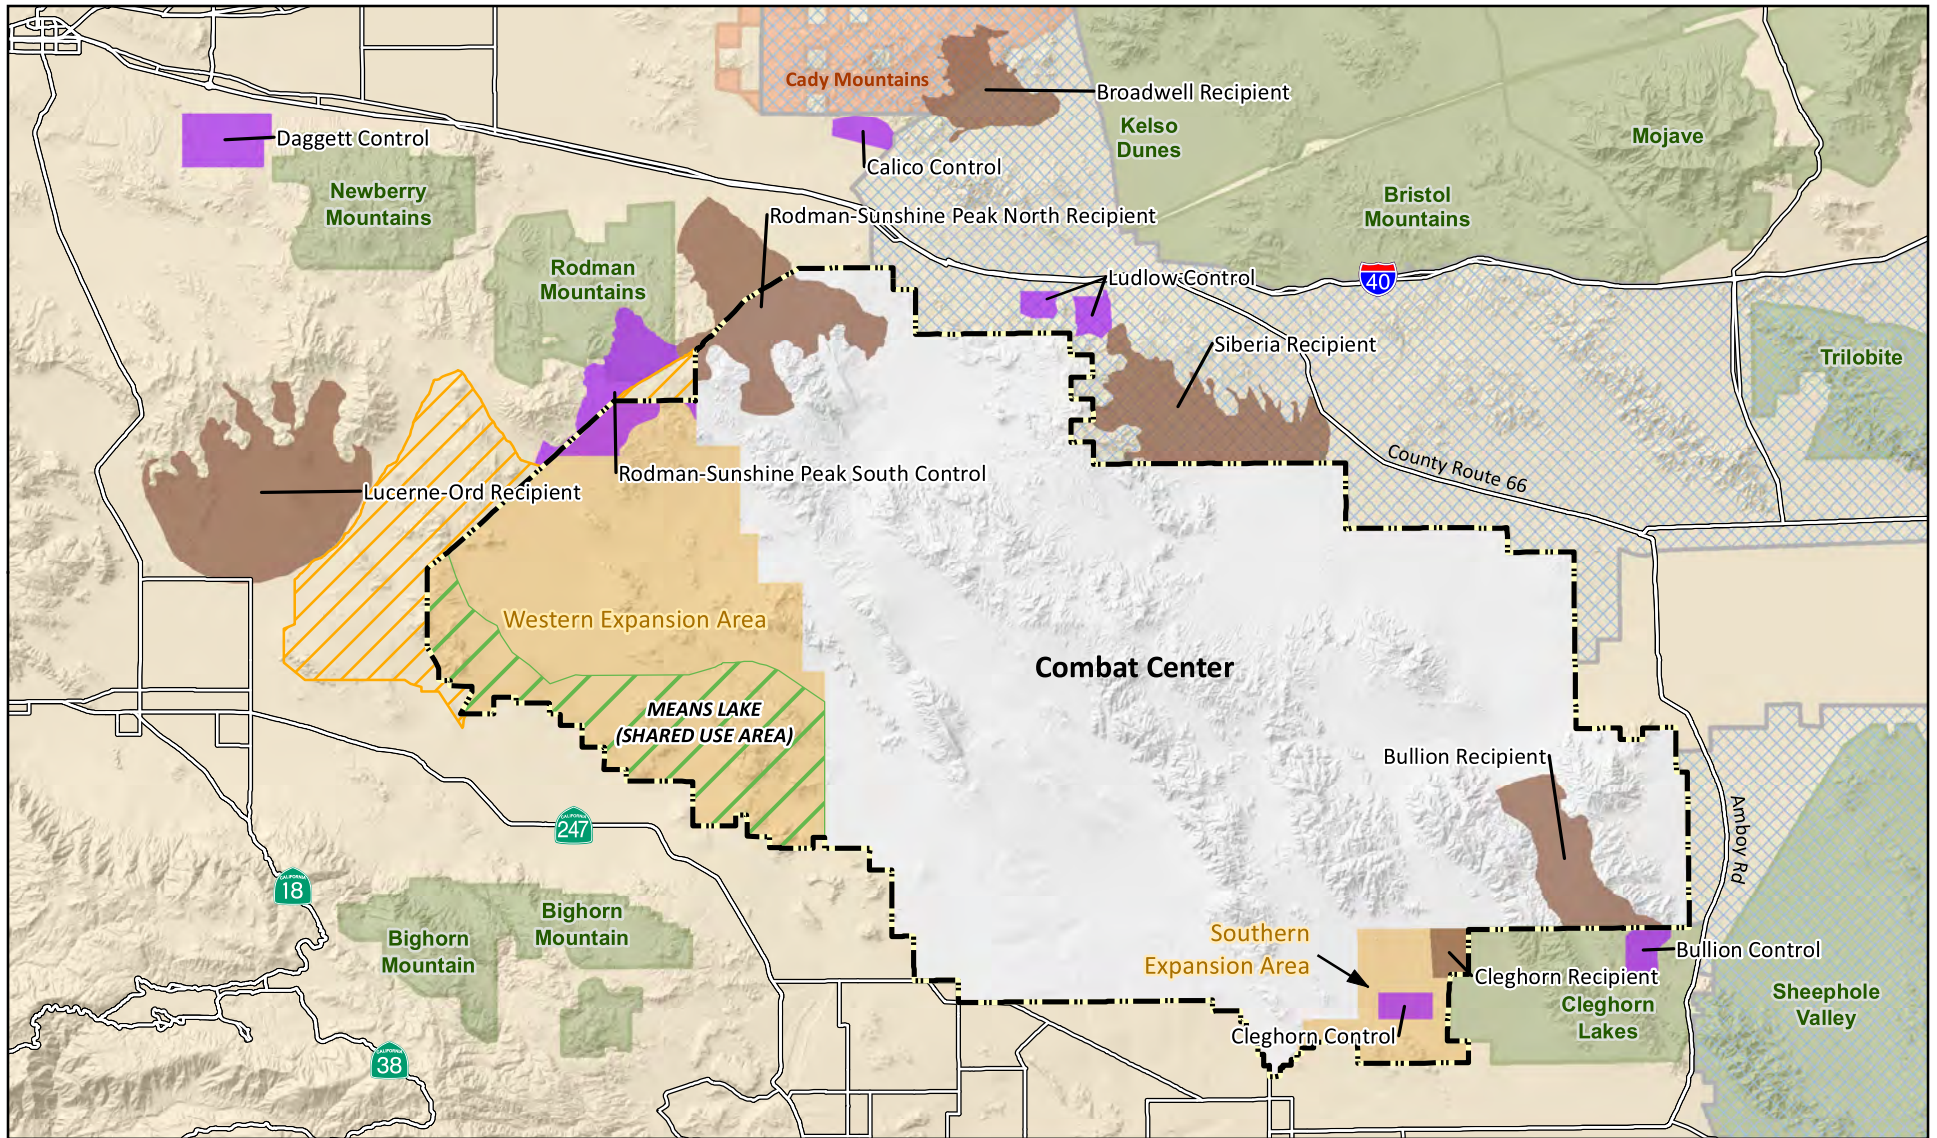 Cady Mountains
Broadwell Recipient
Kelso
Dunes
Mojave
Daggett Control
Calico Control
Newberry
Mountains
Bristol
Mountains
Rodman-Sunshine Peak North Recipient
Rodman
Mountains
Ludlow Control
40
Siberia Recipient
Trilobite
County Route 66
Rodman-Sunshine Peak South Control
Lucerne-Ord Recipient
Western Expansion Area
Combat Center
MEANS LAKE
(SHARED USE AREA)
Bullion Recipient
Amboy Rd
CALIFORNIA
247
CALIFORNIA
18
Bighorn
Mountain
Bighorn
Mountain
Southern
Expansion Area
Bullion Control
Cleghorn Recipient
Cleghorn
Lakes
Sheephole
Valley
Cleghorn Control
CALIFORNIA
38